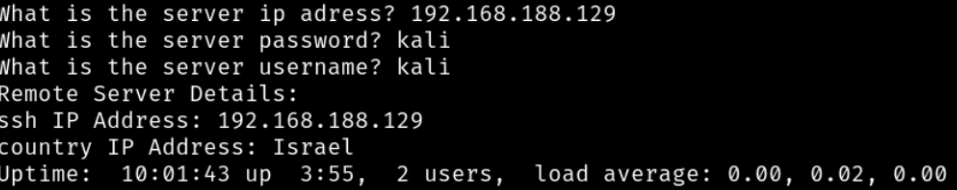 What is the server ip adress? 192.168.188.129
What is the server password? kali
What is the server username? kali
Remote Server Details:
ssh IP Address: 192.168.188.129
country IP Address: Israel
Uptime:  10:01:43 up  3:55,  2 users,  load average: 0.00, 0.02, 0.00